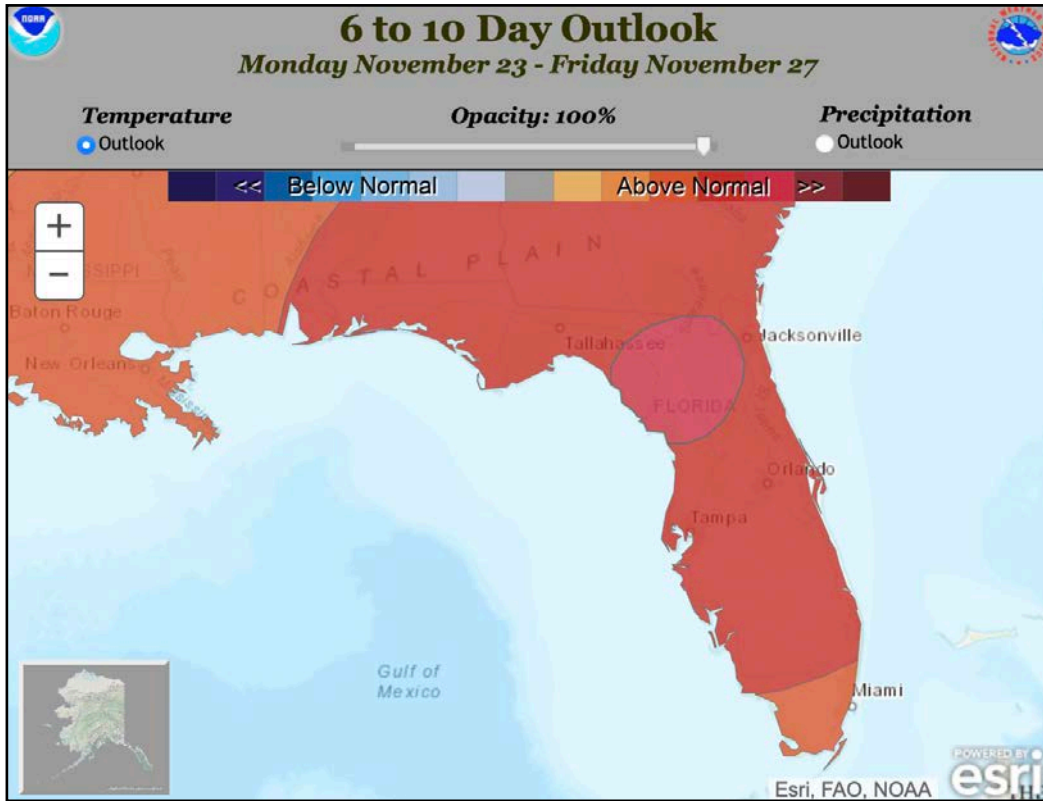 NOAA
6 to 10 Day Outlook
Monday November 23 - Friday November 27
Temperature
Opacity: 100%
Precipitation
Outlook
Outlook
<< Below Normal
Above Normal >>
+
−
SSIPPI
COASTAL PLAIN
Baton Rouge
Tallahassee
Jacksonville
New Orleans
FLORIDA
Orlando
Tampa
Gulf of
Mexico
Miami
POWERED BY
esri
Esri, FAO, NOAA